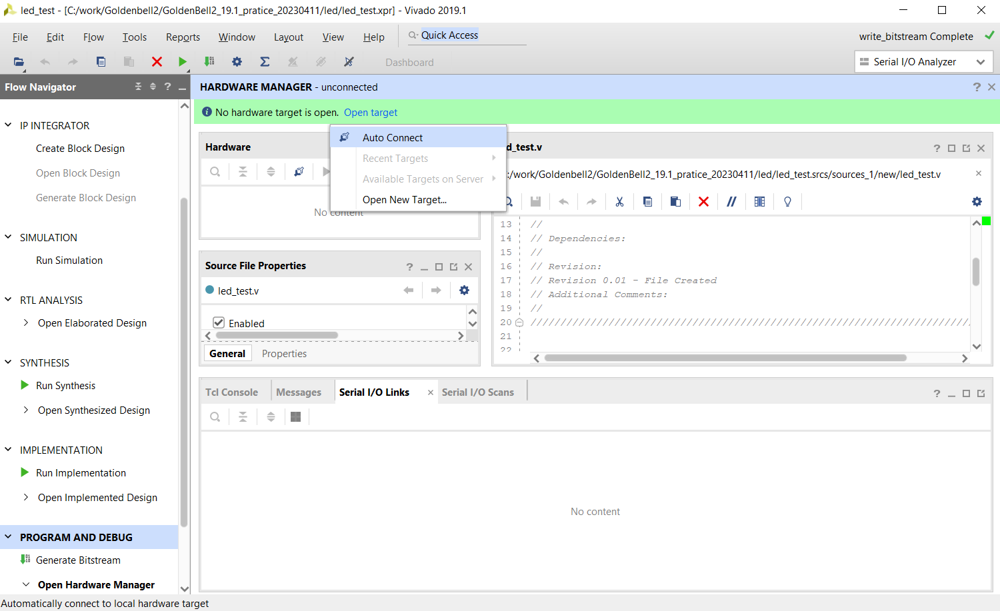 led_test - [C:/work/Goldenbell2/GoldenBell2_19.1_pratice_20230411/led/led_test.xpr] - Vivado 2019.1
File Edit Flow Tools Reports Window Layout View Help Quick Access
write_bitstream Complete
Dashboard
Serial I/O Analyzer
Flow Navigator
HARDWARE MANAGER - unconnected
No hardware target is open. Open target
IP INTEGRATOR
Create Block Design
Open Block Design
Generate Block Design
SIMULATION
Run Simulation
RTL ANALYSIS
Open Elaborated Design
SYNTHESIS
Run Synthesis
Open Synthesized Design
IMPLEMENTATION
Run Implementation
Open Implemented Design
PROGRAM AND DEBUG
Generate Bitstream
Open Hardware Manager
Auto Connect
Recent Targets
Available Targets on Server
Open New Target...
Hardware
No content
Source File Properties
led_test.v
Enabled
General Properties
d_test.v
:/work/Goldenbell2/GoldenBell2_19.1_pratice_20230411/led/led_test.srcs/sources_1/new/led_test.v
13 //
14 // Dependencies:
15 //
16 // Revision:
17 // Revision 0.01 - File Created
18 // Additional Comments:
19 //
20 //////////////////////////////////////////////////////////////////////////
21
22
Tcl Console Messages Serial I/O Links Serial I/O Scans
No content
Automatically connect to local hardware target